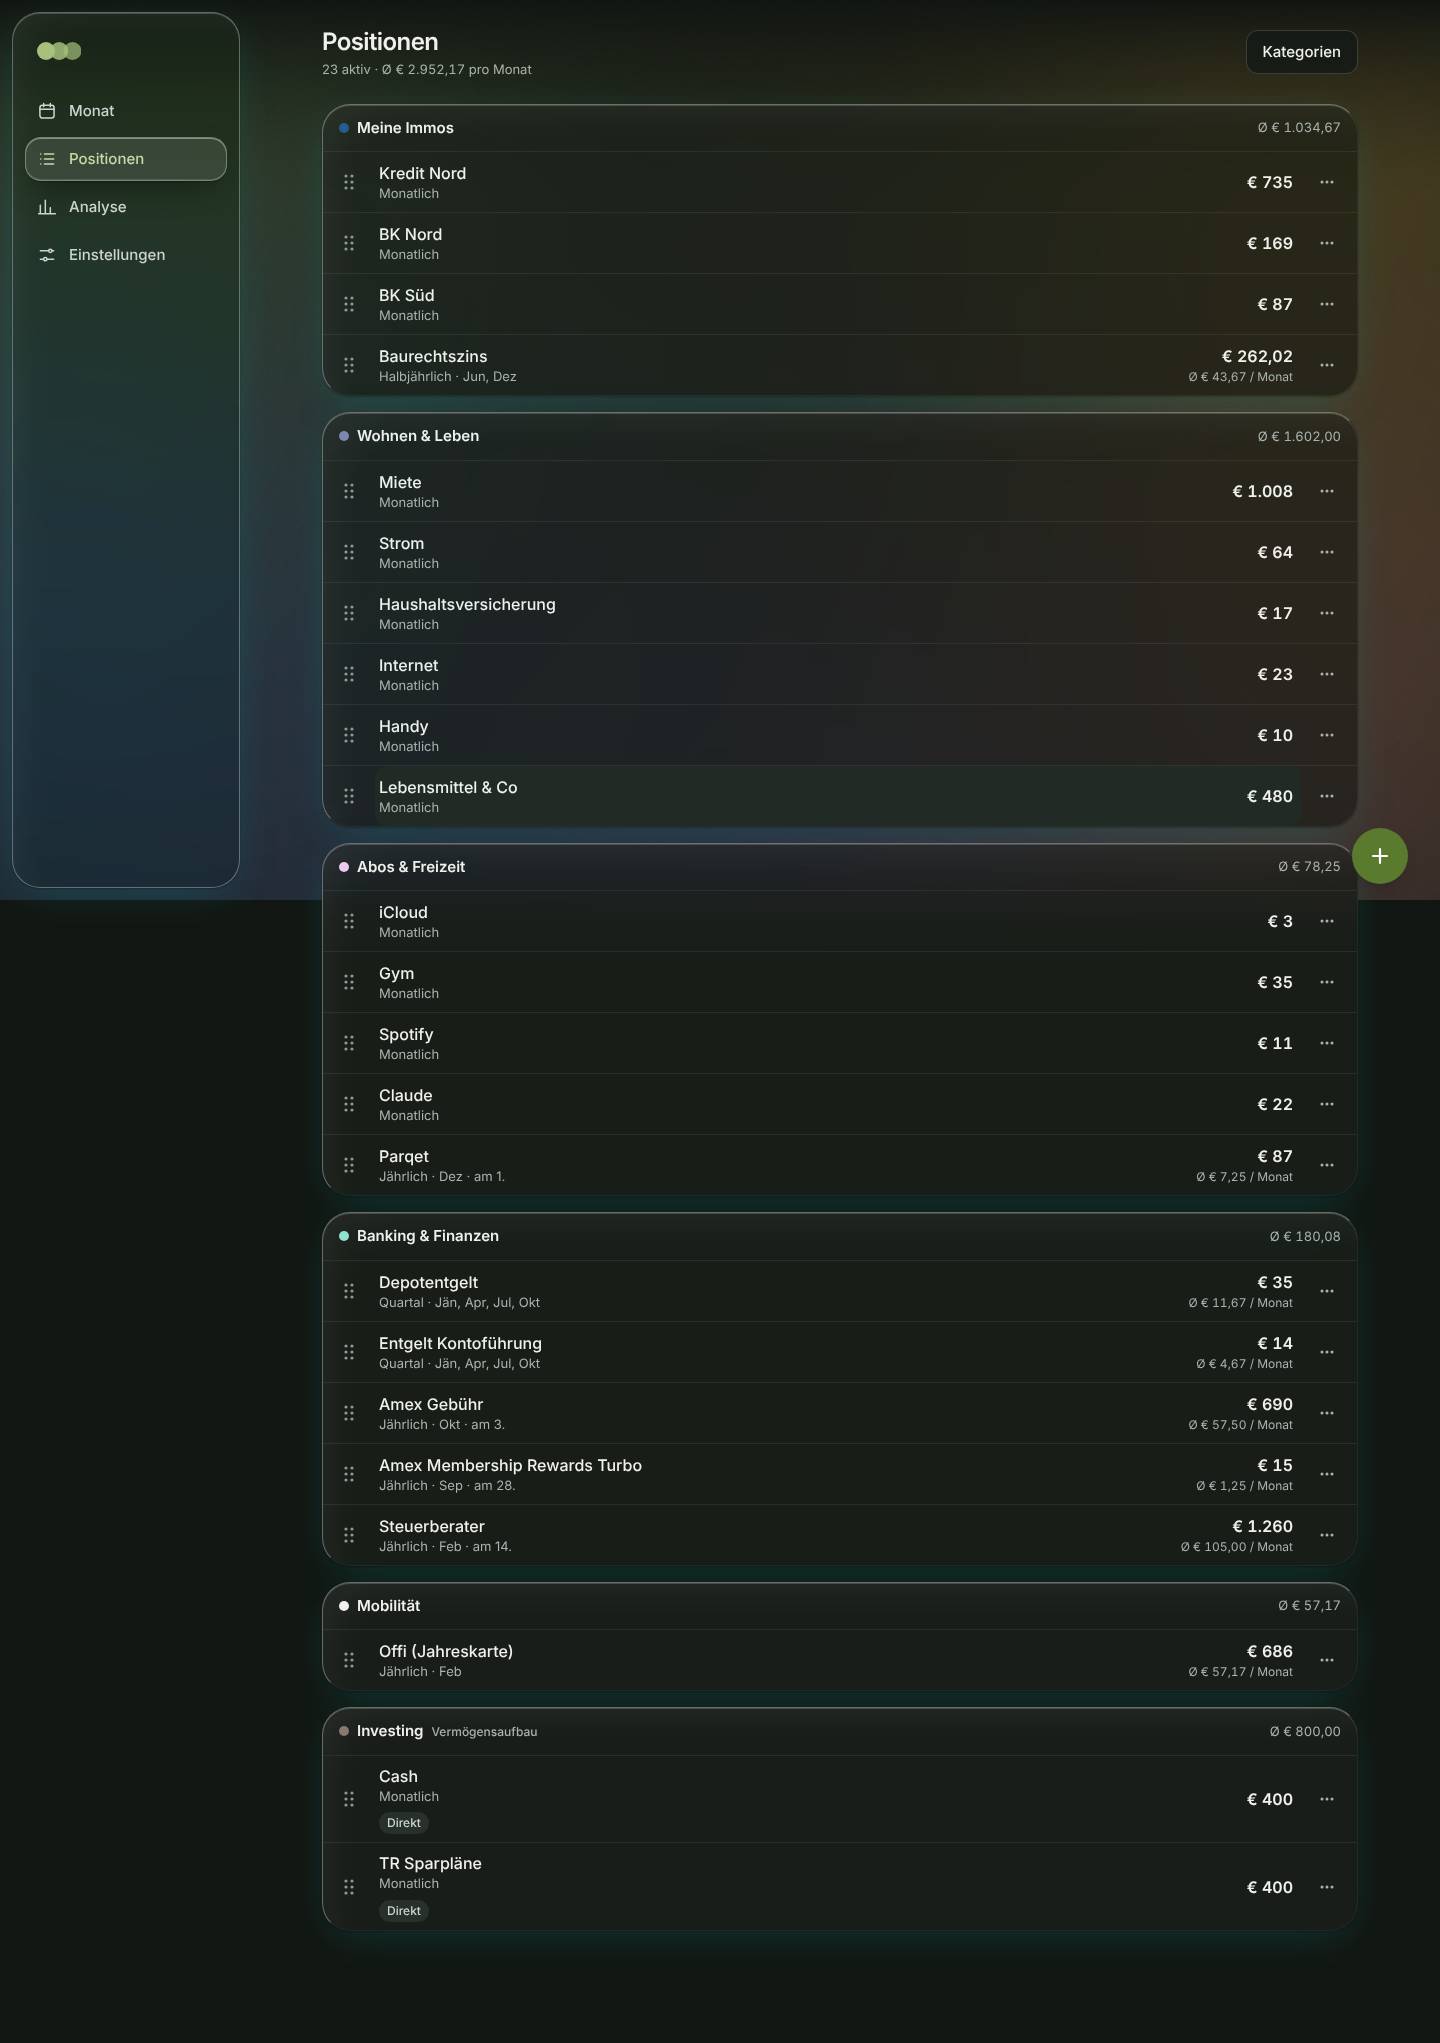 Monat
Positionen
Analyse
Einstellungen
Positionen
23 aktiv · Ø € 2.952,17 pro Monat
Kategorien
Meine Immos Ø € 1.034,67
Kredit Nord
Monatlich
€ 735
BK Nord
Monatlich
€ 169
BK Süd
Monatlich
€ 87
Baurechtszins
Halbjährlich · Jun, Dez
€ 262,02
Ø € 43,67 / Monat
Wohnen & Leben Ø € 1.602,00
Miete
Monatlich
€ 1.008
Strom
Monatlich
€ 64
Haushaltsversicherung
Monatlich
€ 17
Internet
Monatlich
€ 23
Handy
Monatlich
€ 10
Lebensmittel & Co
Monatlich
€ 480
Abos & Freizeit Ø € 78,25
iCloud
Monatlich
€ 3
Gym
Monatlich
€ 35
Spotify
Monatlich
€ 11
Claude
Monatlich
€ 22
Parqet
Jährlich · Dez · am 1.
€ 87
Ø € 7,25 / Monat
Banking & Finanzen Ø € 180,08
Depotentgelt
Quartal · Jän, Apr, Jul, Okt
€ 35
Ø € 11,67 / Monat
Entgelt Kontoführung
Quartal · Jän, Apr, Jul, Okt
€ 14
Ø € 4,67 / Monat
Amex Gebühr
Jährlich · Okt · am 3.
€ 690
Ø € 57,50 / Monat
Amex Membership Rewards Turbo
Jährlich · Sep · am 28.
€ 15
Ø € 1,25 / Monat
Steuerberater
Jährlich · Feb · am 14.
€ 1.260
Ø € 105,00 / Monat
Mobilität Ø € 57,17
Offi (Jahreskarte)
Jährlich · Feb
€ 686
Ø € 57,17 / Monat
Investing Vermögensaufbau Ø € 800,00
Cash
Monatlich
Direkt
€ 400
TR Sparpläne
Monatlich
Direkt
€ 400